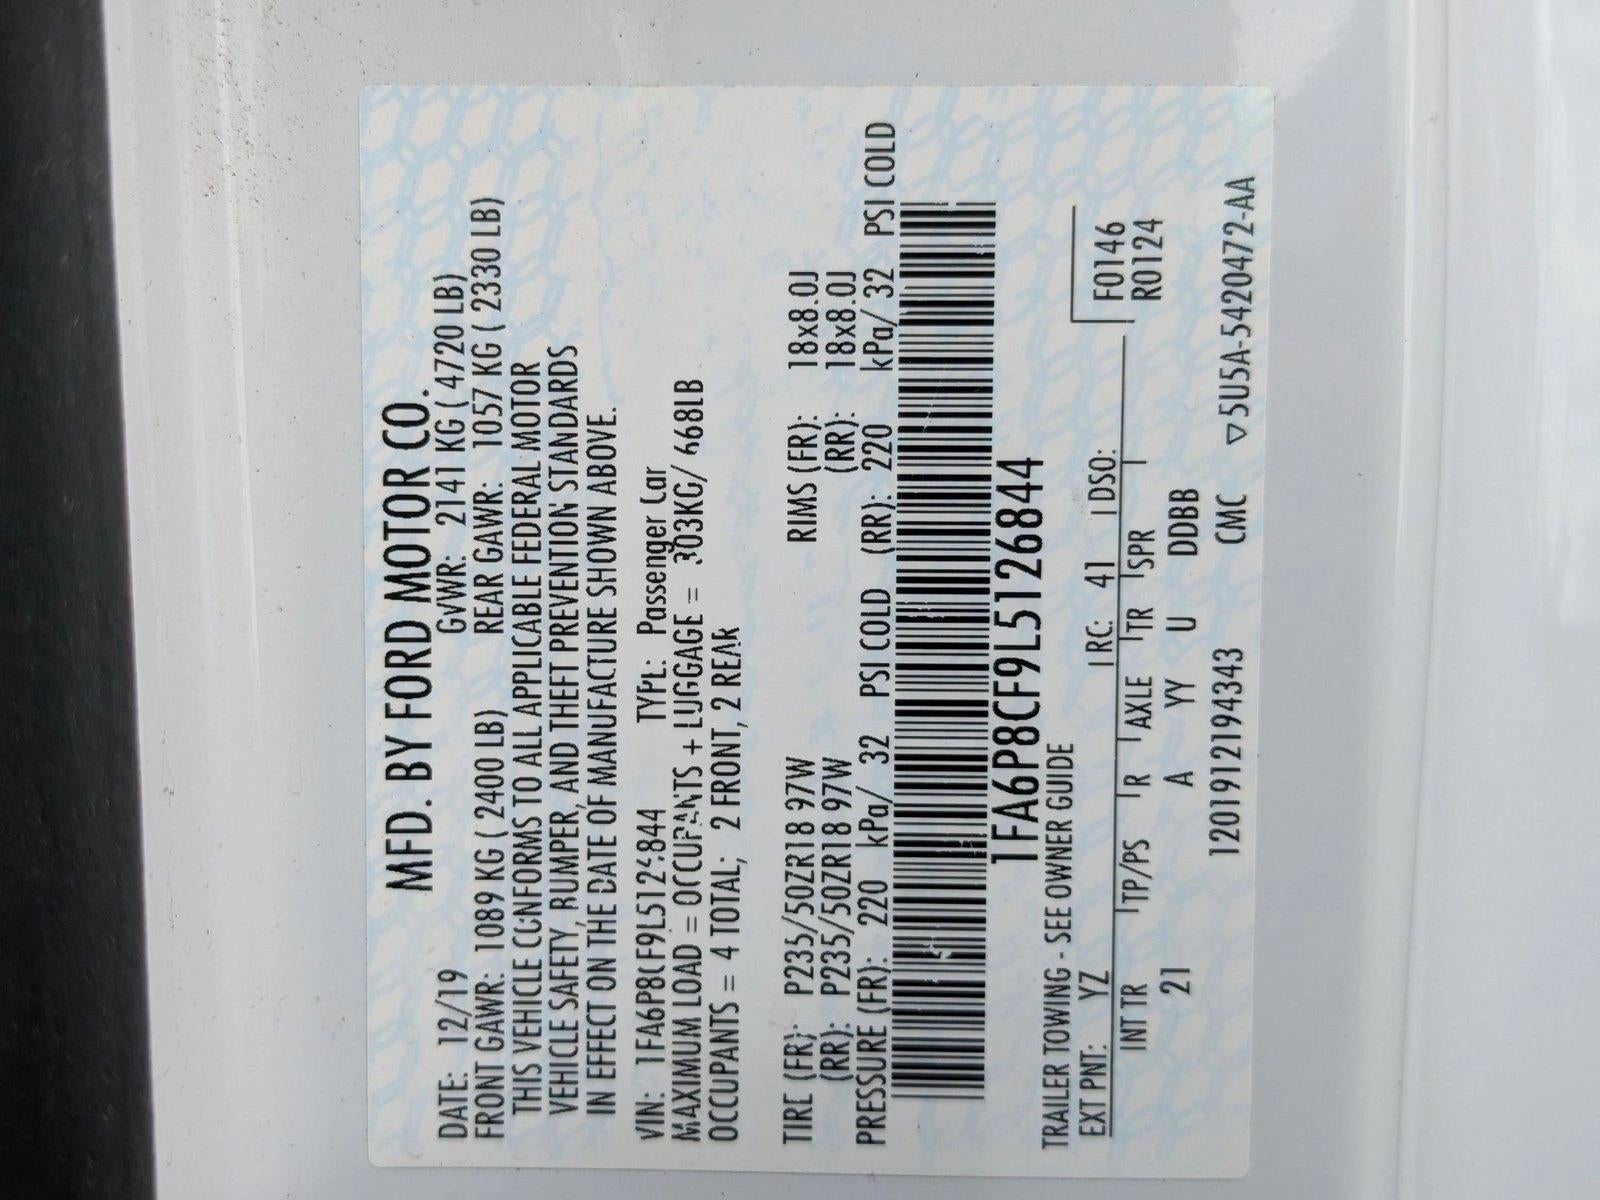 MFD. BY FORD MOTOR CO.
DATE: 12/19 GVWR: 2141 KG ( 4720 LB)
FRONT GAWR: 1089 KG ( 2400 LB) REAR GAWR: 1057 KG ( 2330 LB)
THIS VEHICLE CONFORMS TO ALL APPLICABLE FEDERAL MOTOR
VEHICLE SAFETY, BUMPER, AND THEFT PREVENTION STANDARDS
IN EFFECT ON THE DATE OF MANUFACTURE SHOWN ABOVE.
VIN: 1FA6P8CF9L5126844 TYPE: Passenger Car
MAXIMUM LOAD = OCCUPANTS + LUGGAGE = 303KG/ 668LB
OCCUPANTS = 4 TOTAL; 2 FRONT, 2 REAR
TIRE (FR): P235/50ZR18 97W RIMS (FR): 18x8.0J
(RR): P235/50ZR18 97W (RR): 18x8.0J
PRESSURE (FR): 220 kPa/ 32 PSI COLD (RR): 220 kPa/ 32 PSI COLD
1FA6P8CF9L5126844
TRAILER TOWING - SEE OWNER GUIDE
EXT PNT: YZ RC: 41 DSO: F0146
INT TR TP/PS R AXLE TR SPR R0124
21 A YY U DDBB
120191219434​3 CMC ▽5U5A-5420472-AA